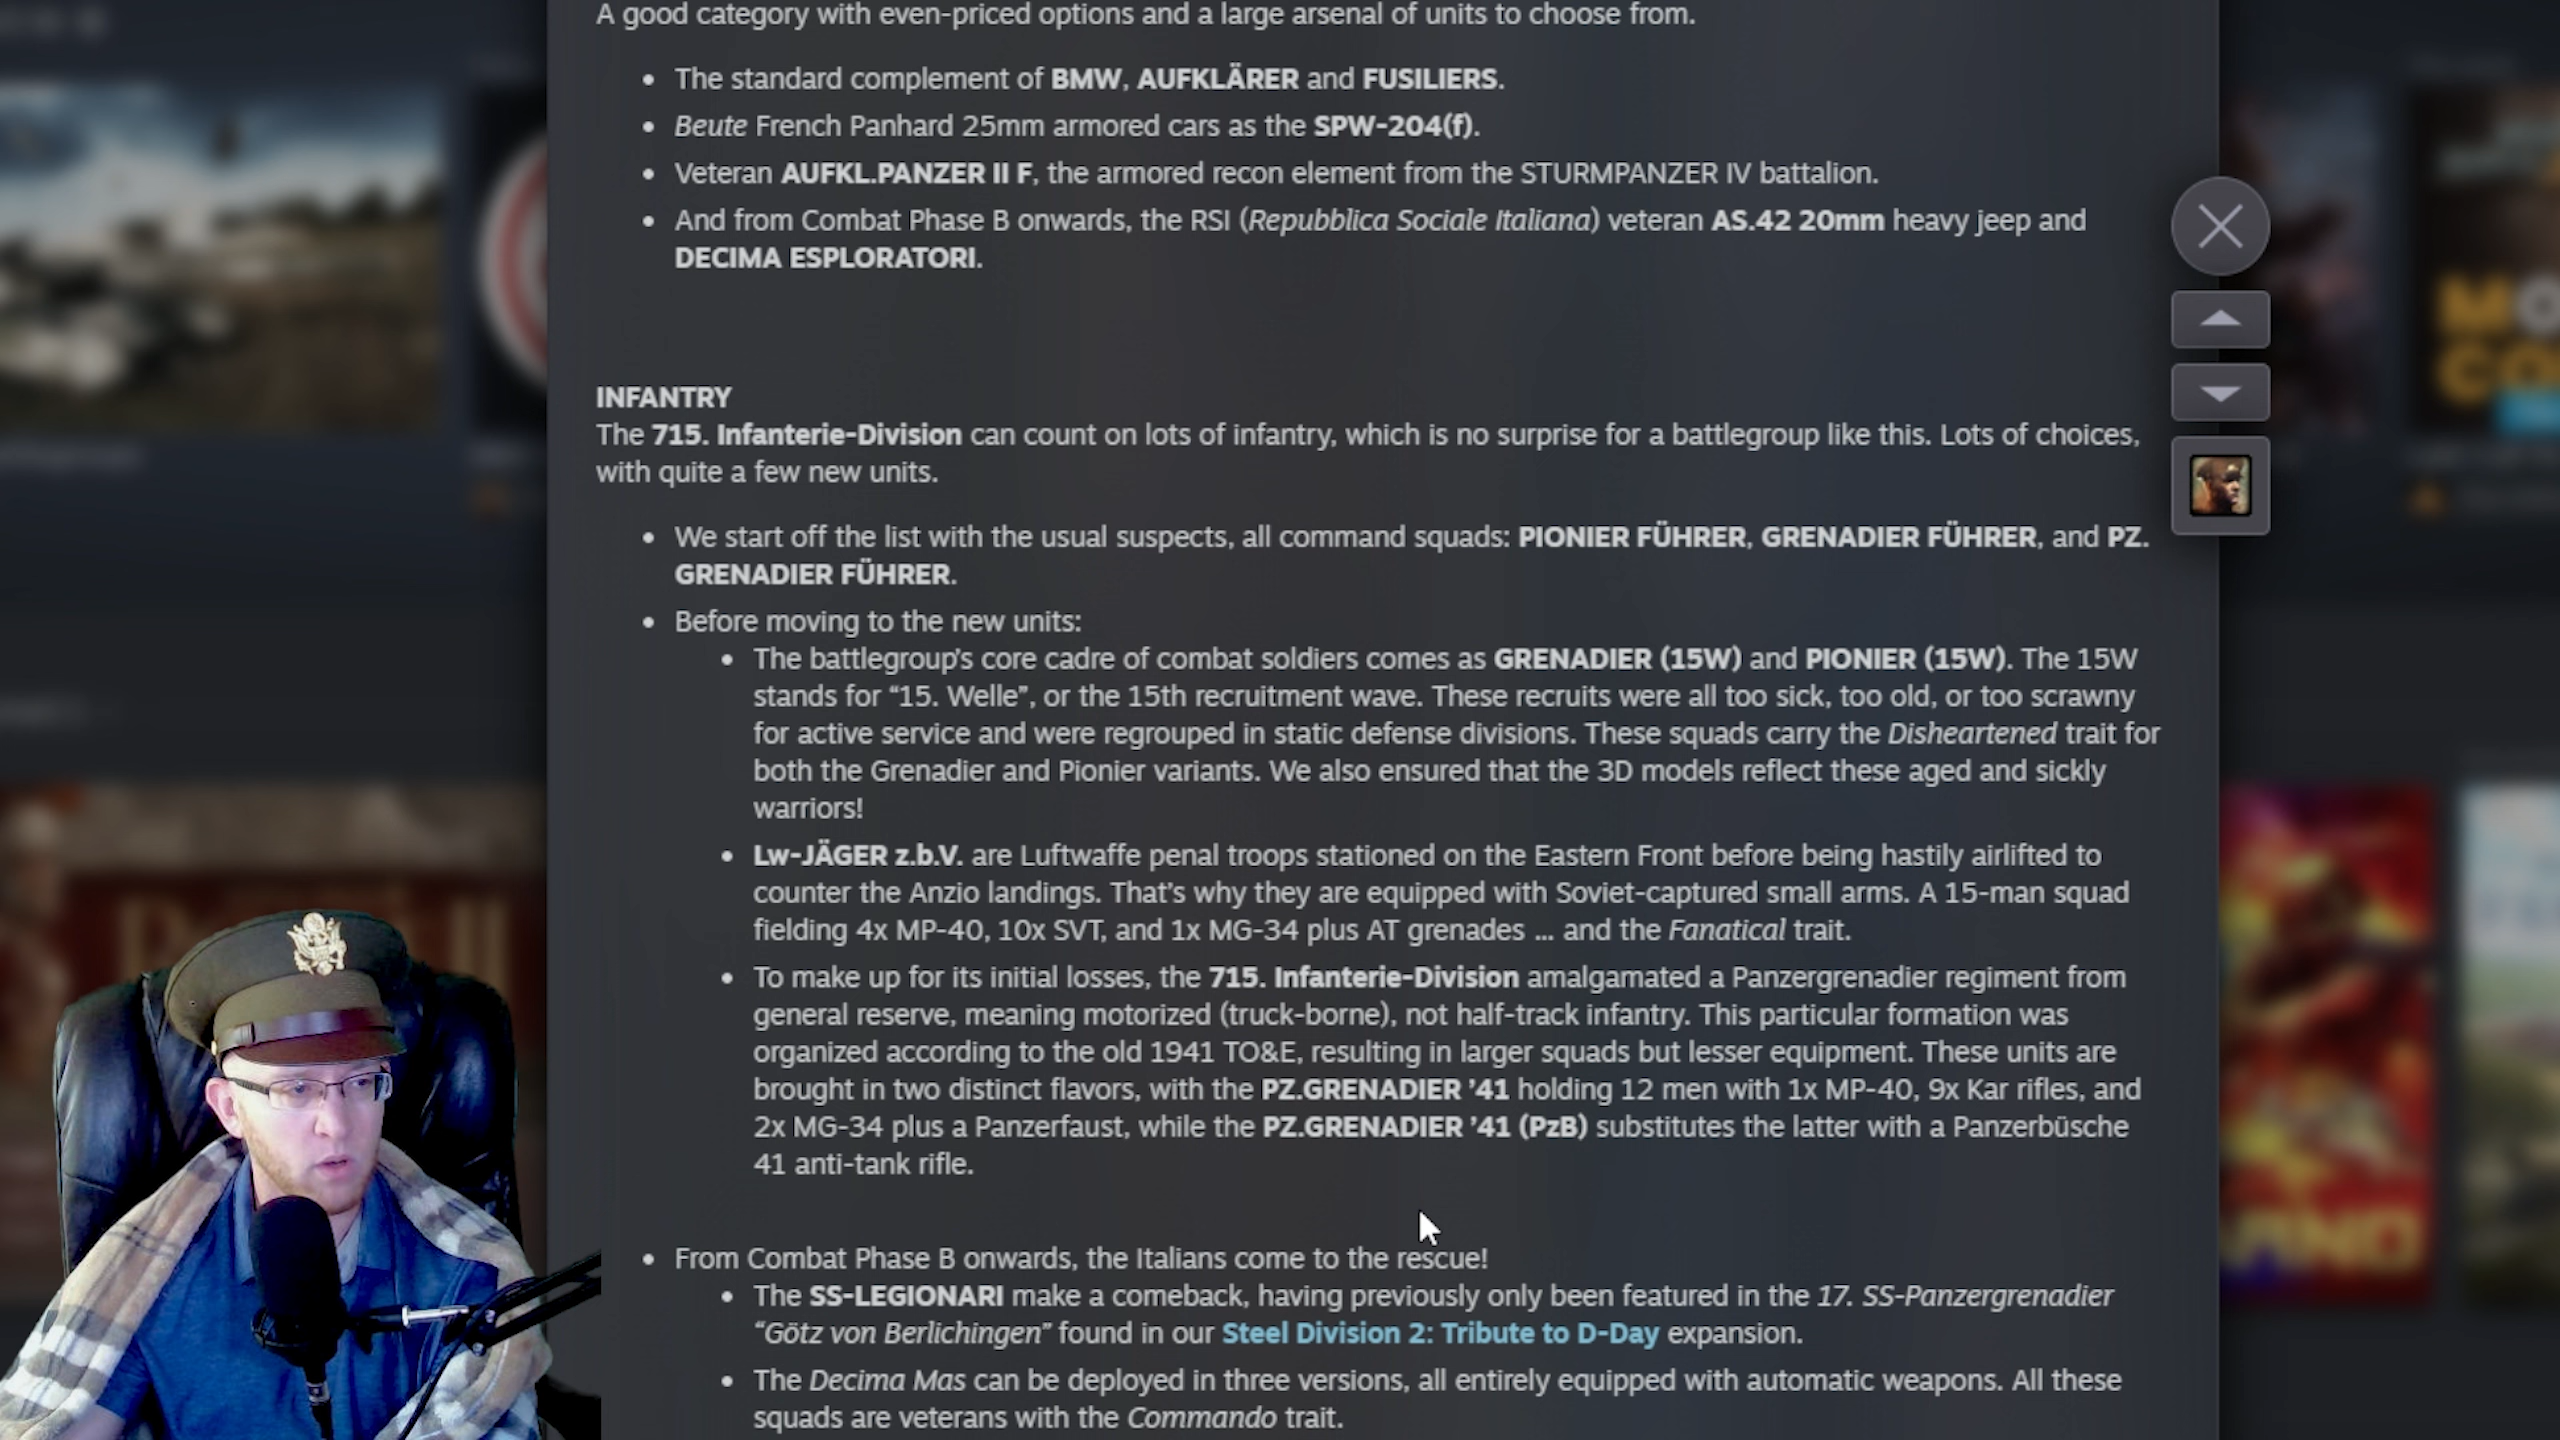 A good category with even-priced options and a large arsenal of units to choose from.
The standard complement of BMW, AUFKLÄRER and FUSILIERS.
Beute French Panhard 25mm armored cars as the SPW-204(f).
Veteran AUFKL.PANZER II F, the armored recon element from the STURMPANZER IV battalion.
And from Combat Phase B onwards, the RSI (Repubblica Sociale Italiana) veteran AS.42 20mm heavy jeep and
DECIMA ESPLORATORI.
INFANTRY
The 715. Infanterie-Division can count on lots of infantry, which is no surprise for a battlegroup like this. Lots of choices,
with quite a few new units.
We start off the list with the usual suspects, all command squads: PIONIER FÜHRER, GRENADIER FÜHRER, and PZ.
GRENADIER FÜHRER.
Before moving to the new units:
The battlegroup's core cadre of combat soldiers comes as GRENADIER (15W) and PIONIER (15W). The 15W
stands for “15. Welle”, or the 15th recruitment wave. These recruits were all too sick, too old, or too scrawny
for active service and were regrouped in static defense divisions. These squads carry the Disheartened trait for
both the Grenadier and Pionier variants. We also ensured that the 3D models reflect these aged and sickly
warriors!
Lw-JÄGER z.b.V. are Luftwaffe penal troops stationed on the Eastern Front before being hastily airlifted to
counter the Anzio landings. That's why they are equipped with Soviet-captured small arms. A 15-man squad
fielding 4x MP-40, 10x SVT, and 1x MG-34 plus AT grenades ... and the Fanatical trait.
To make up for its initial losses, the 715. Infanterie-Division amalgamated a Panzergrenadier regiment from
general reserve, meaning motorized (truck-borne), not half-track infantry. This particular formation was
organized according to the old 1941 TO&E, resulting in larger squads but lesser equipment. These units are
brought in two distinct flavors, with the PZ.GRENADIER ’41 holding 12 men with 1x MP-40, 9x Kar rifles, and
2x MG-34 plus a Panzerfaust, while the PZ.GRENADIER ’41 (PzB) substitutes the latter with a Panzerbüsche
41 anti-tank rifle.
From Combat Phase B onwards, the Italians come to the rescue!
The SS-LEGIONARI make a comeback, having previously only been featured in the 17. SS-Panzergrenadier
“Götz von Berlichingen” found in our Steel Division 2: Tribute to D-Day expansion.
The Decima Mas can be deployed in three versions, all entirely equipped with automatic weapons. All these
squads are veterans with the Commando trait.